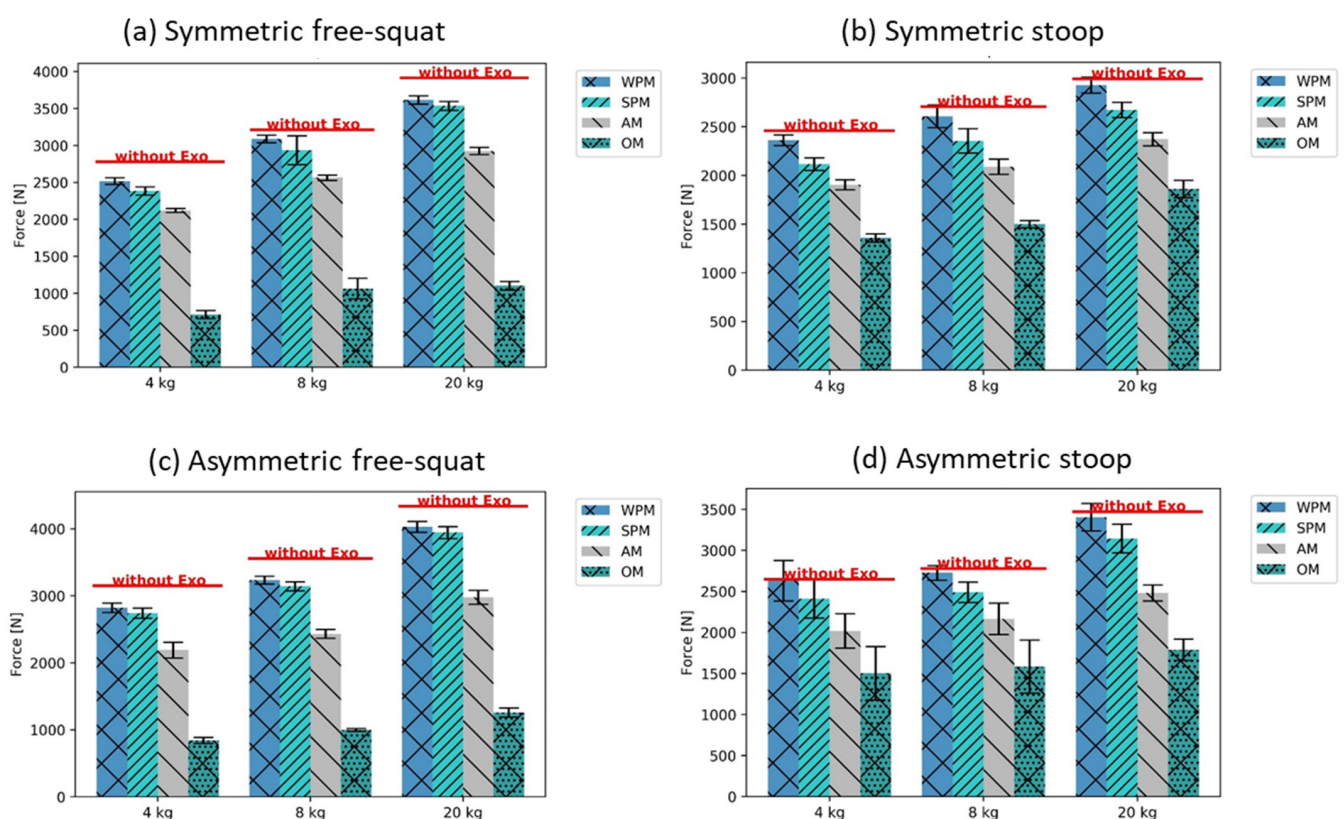 (a) Symmetric free-squat
4000
3500
3000
2500
2000
1500
1000
500
0
Force [N]
without Exo
without Exo
without Exo
4 kg
8 kg
20 kg
WPM
SPM
AM
OM
(b) Symmetric stoop
3000
2500
2000
1500
1000
500
0
Force [N]
without Exo
without Exo
without Exo
4 kg
8 kg
20 kg
WPM
SPM
AM
OM
(c) Asymmetric free-squat
4000
3000
2000
1000
0
Force [N]
without Exo
without Exo
without Exo
4 kg
8 kg
20 kg
WPM
SPM
AM
OM
(d) Asymmetric stoop
3500
3000
2500
2000
1500
1000
500
0
Force [N]
without Exo
without Exo
without Exo
4 kg
8 kg
20 kg
WPM
SPM
AM
OM